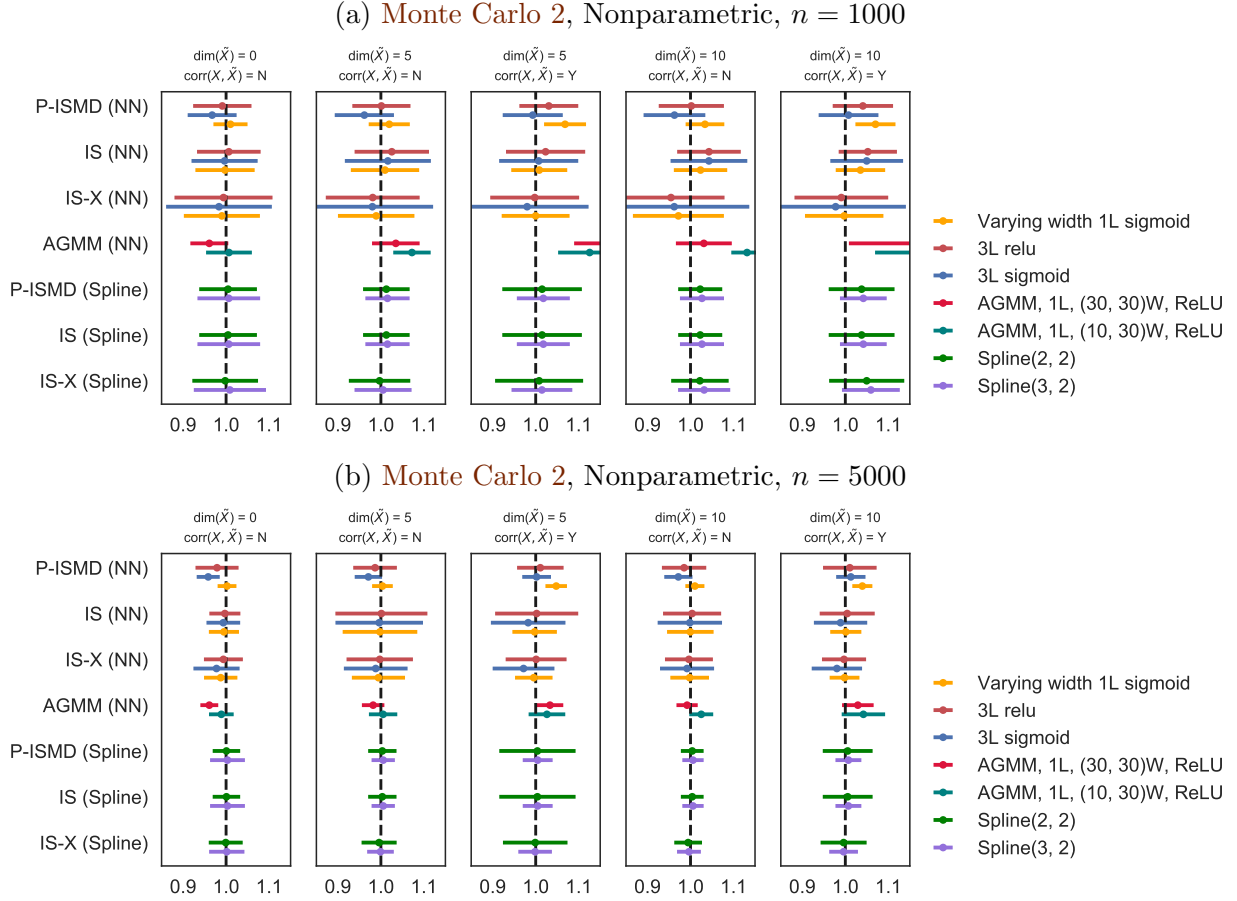 (a) Monte Carlo 2, Nonparametric, n = 1000
dim(X̃) = 0
corr(X, X̃) = N
dim(X̃) = 5
corr(X, X̃) = N
dim(X̃) = 5
corr(X, X̃) = Y
dim(X̃) = 10
corr(X, X̃) = N
dim(X̃) = 10
corr(X, X̃) = Y
P-ISMD (NN)
IS (NN)
IS-X (NN)
AGMM (NN)
P-ISMD (Spline)
IS (Spline)
IS-X (Spline)
0.9 1.0 1.1 0.9 1.0 1.1 0.9 1.0 1.1 0.9 1.0 1.1 0.9 1.0 1.1
Varying width 1L sigmoid
3L relu
3L sigmoid
AGMM, 1L, (30, 30)W, ReLU
AGMM, 1L, (10, 30)W, ReLU
Spline(2, 2)
Spline(3, 2)
(b) Monte Carlo 2, Nonparametric, n = 5000
dim(X̃) = 0
corr(X, X̃) = N
dim(X̃) = 5
corr(X, X̃) = N
dim(X̃) = 5
corr(X, X̃) = Y
dim(X̃) = 10
corr(X, X̃) = N
dim(X̃) = 10
corr(X, X̃) = Y
P-ISMD (NN)
IS (NN)
IS-X (NN)
AGMM (NN)
P-ISMD (Spline)
IS (Spline)
IS-X (Spline)
0.9 1.0 1.1 0.9 1.0 1.1 0.9 1.0 1.1 0.9 1.0 1.1 0.9 1.0 1.1
Varying width 1L sigmoid
3L relu
3L sigmoid
AGMM, 1L, (30, 30)W, ReLU
AGMM, 1L, (10, 30)W, ReLU
Spline(2, 2)
Spline(3, 2)